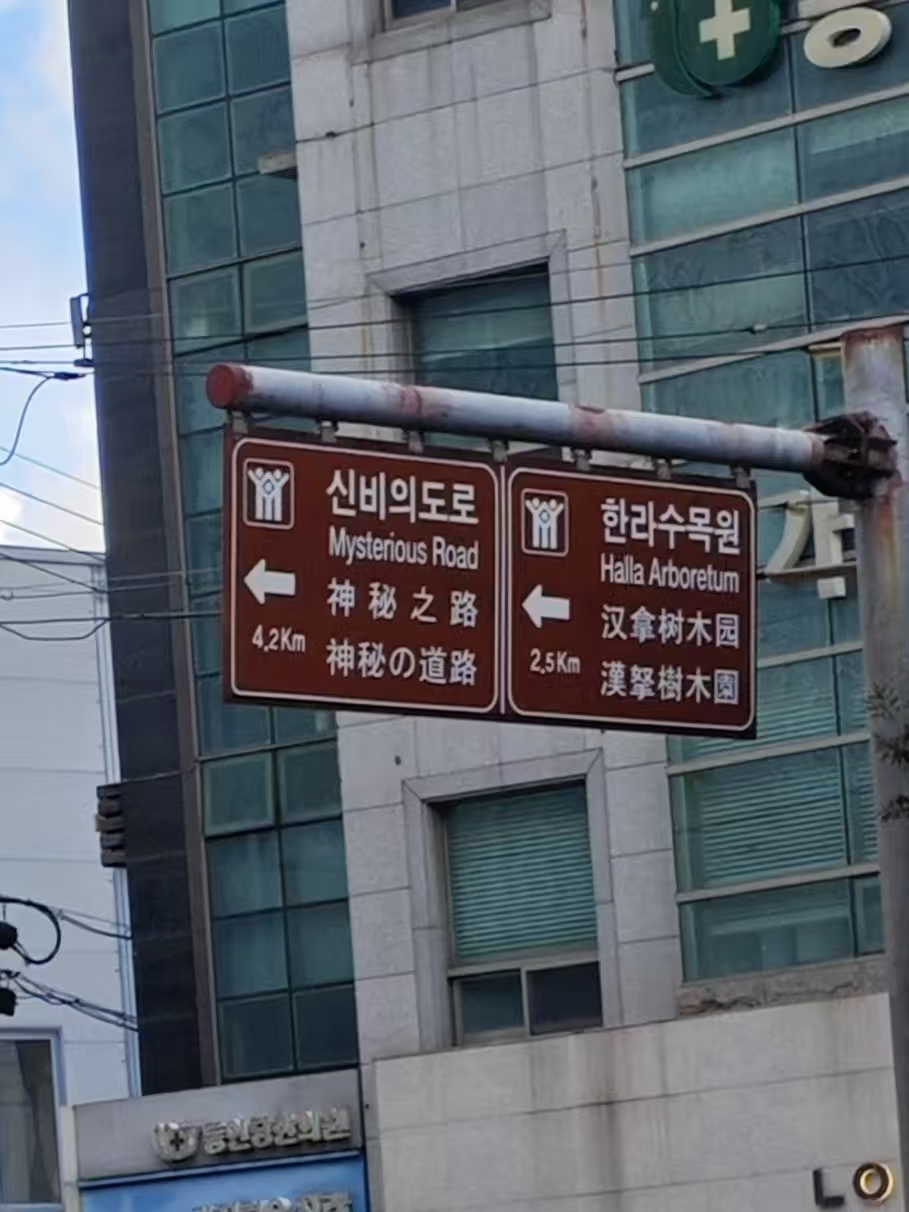 신비의도로
Mysterious Road
神秘之路
神秘の道路
4.2Km
한라수목원
Halla Arboretum
汉拿树木园
漢拏樹木園
2.5Km
LO